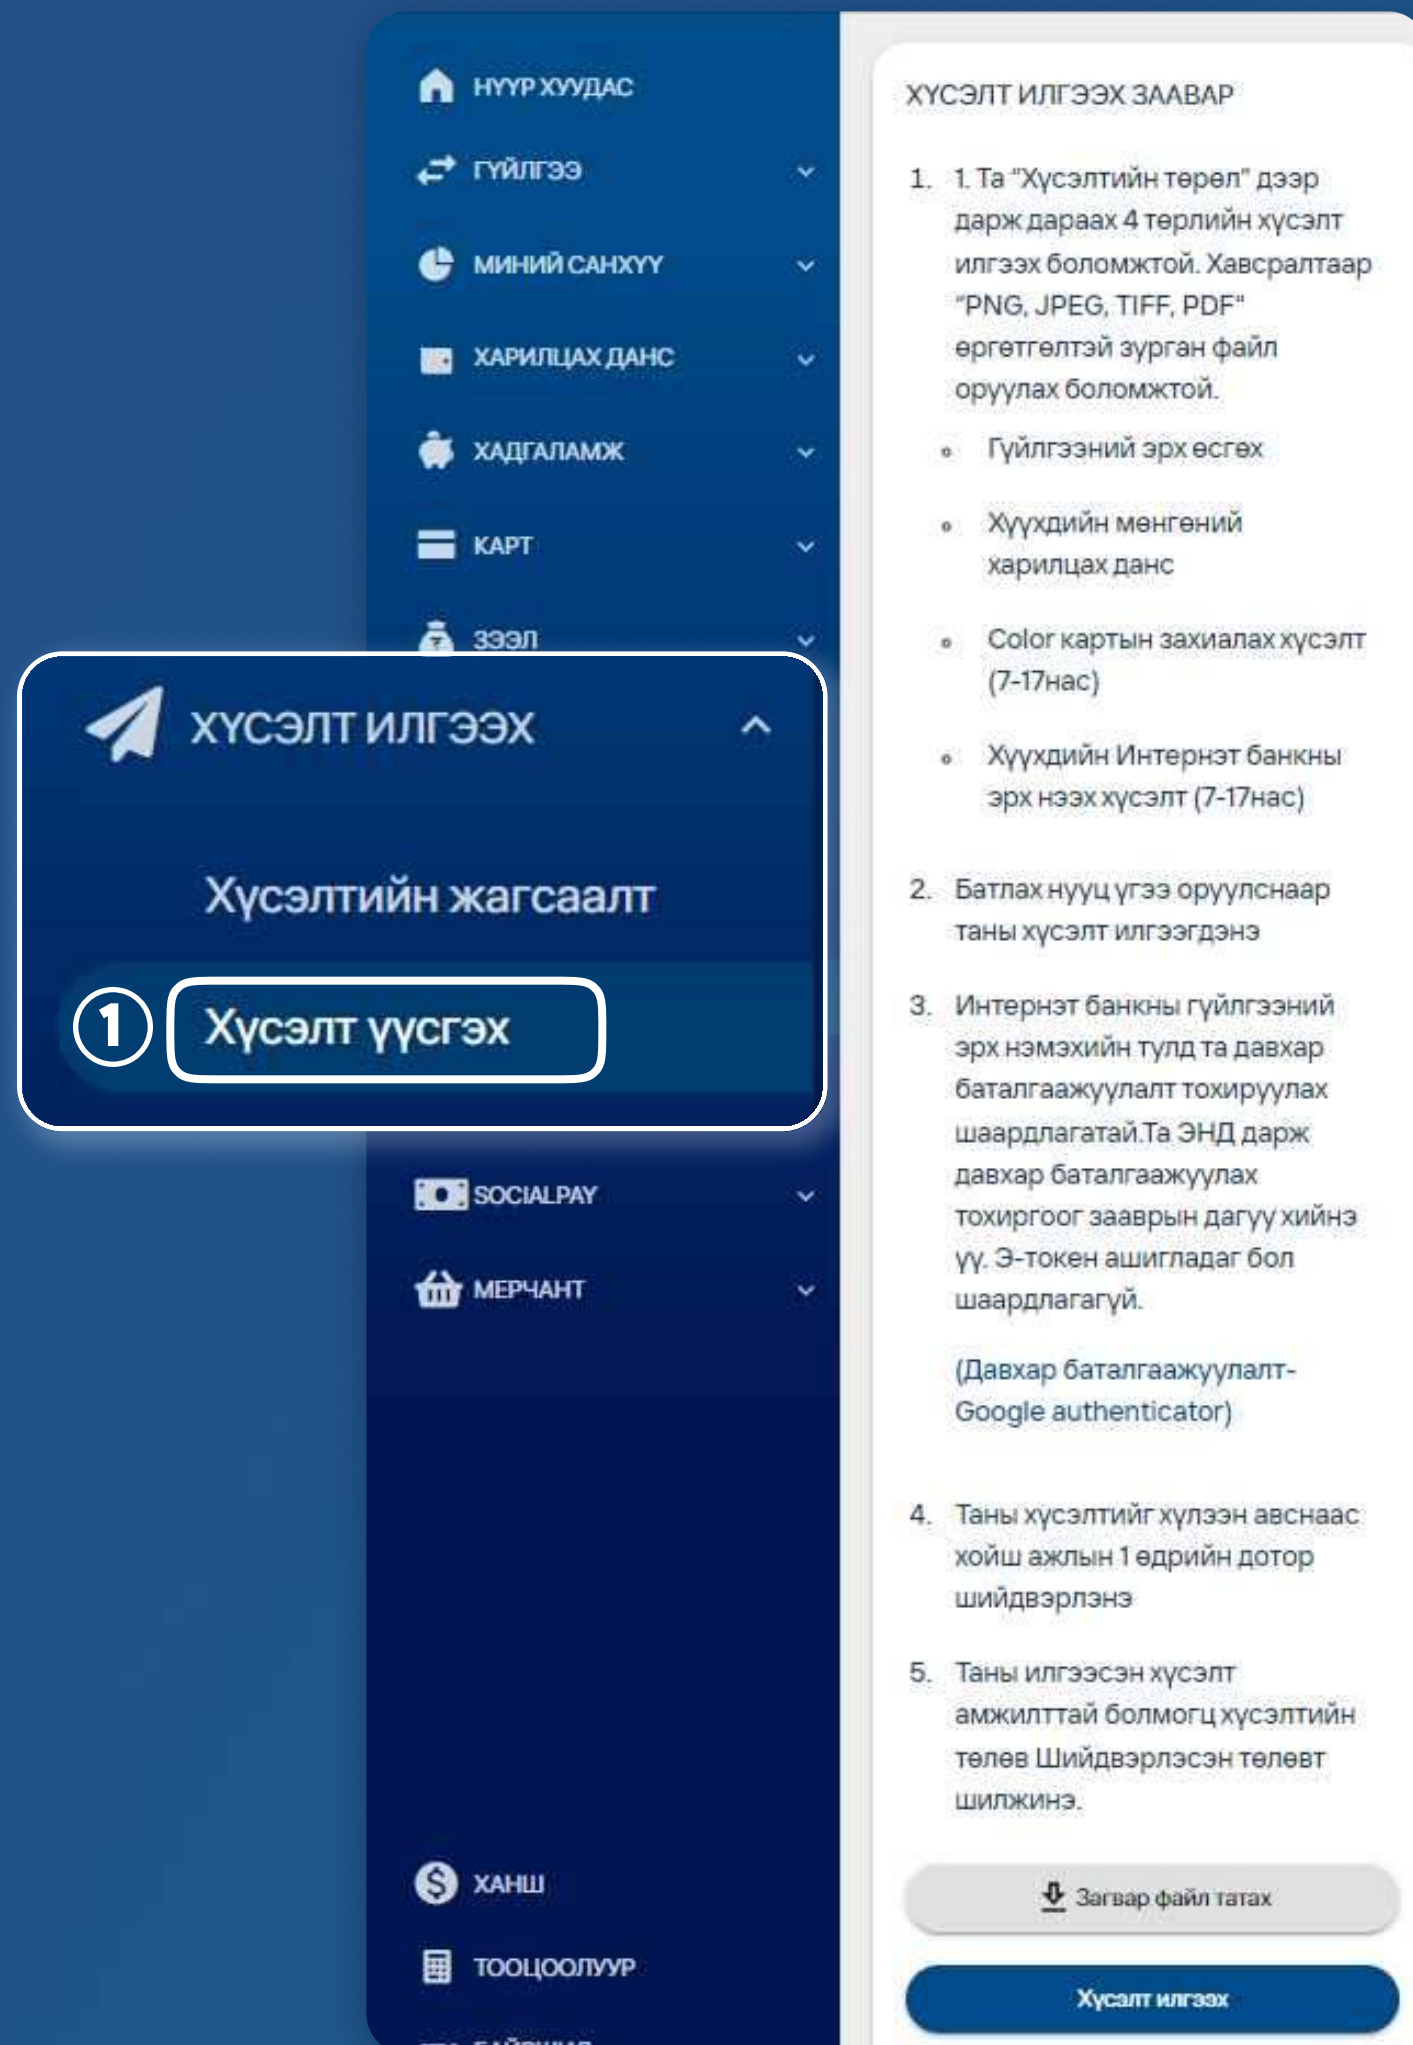 НҮҮР ХУУДАС
ГҮЙЛГЭЭ
МИНИЙ САНХҮҮ
ХАРИЛЦАХ ДАНС
ХАДГАЛАМЖ
КАРТ
ЗЭЭЛ
ХҮСЭЛТ ИЛГЭЭХ
Хүсэлтийн жагсаалт
1
Хүсэлт үүсгэх
SOCIALPAY
МЕРЧАНТ
ХАНШ
ТООЦООЛУУР
ХҮСЭЛТ ИЛГЭЭХ ЗААВАР
1. 1. Та "Хүсэлтийн төрөл" дээр
дарж дараах 4 төрлийн хүсэлт
илгээх боломжтой. Хавсралтаар
"PNG, JPEG, TIFF, PDF"
өргөтгөлтэй зурган файл
оруулах боломжтой.
Гүйлгээний эрх өсгөх
Хүүхдийн мөнгөний
харилцах данс
Color картын захиалах хүсэлт
(7-17нас)
Хүүхдийн Интернэт банкны
эрх нээх хүсэлт (7-17нас)
2. Батлах нууц үгээ оруулснаар
таны хүсэлт илгээгдэнэ
3. Интернэт банкны гүйлгээний
эрх нэмэхийн тулд та давхар
баталгаажуулалт тохируулах
шаардлагатай.Та ЭНД дарж
давхар баталгаажуулах
тохиргоог зааврын дагуу хийнэ
үү. Э-токен ашигладаг бол
шаардлагагүй.
(Давхар баталгаажуулалт-
Google authenticator)
4. Таны хүсэлтийг хүлээн авснаас
хойш ажлын 1 өдрийн дотор
шийдвэрлэнэ
5. Таны илгээсэн хүсэлт
амжилттай болмогц хүсэлтийн
төлөв Шийдвэрлэсэн төлөвт
шилжинэ.
Загвар файл татах
Хүсэлт илгээх